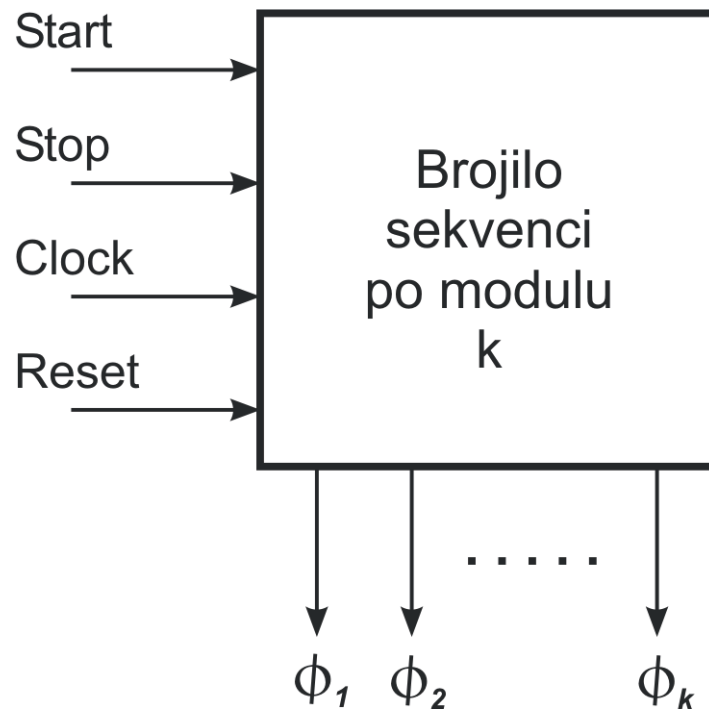 Start
Stop
Clock
Reset
Brojilo
sekvenci
po modulu
k
.....
ϕ1 ϕ2 ϕk